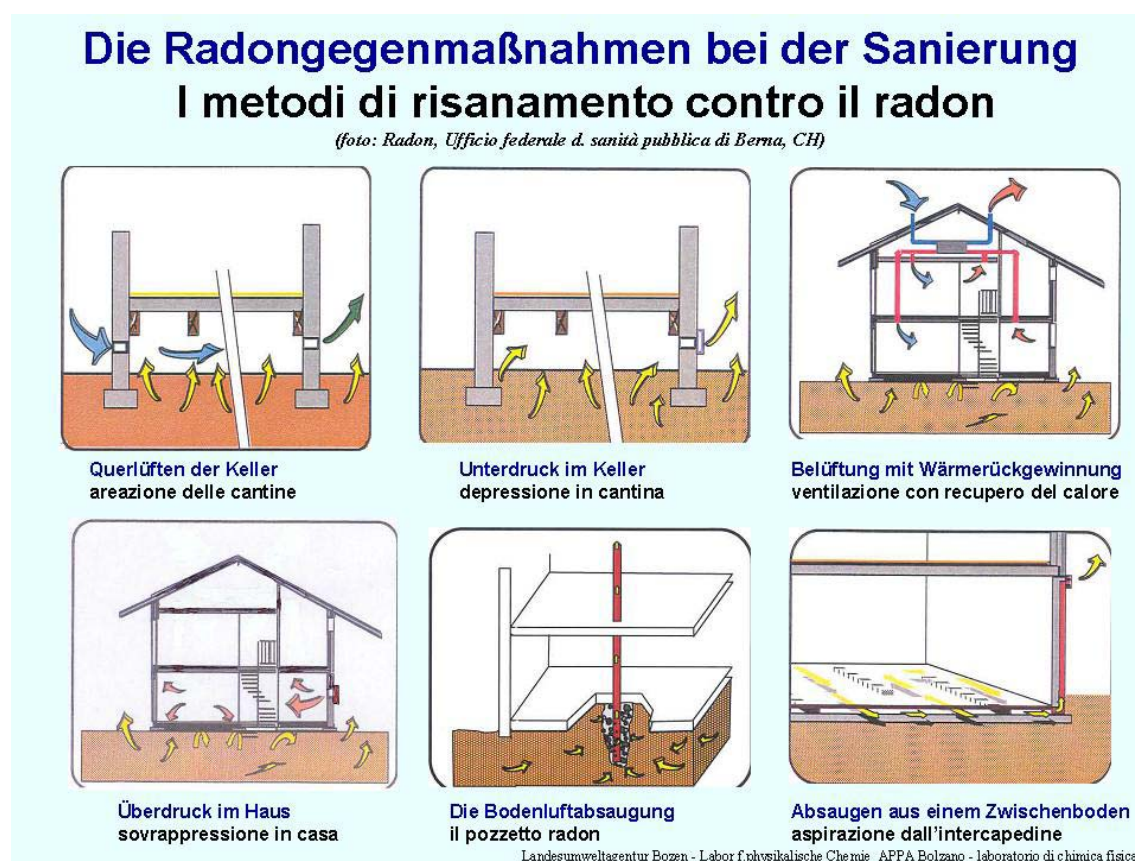 Die Radongegenmaßnahmen bei der Sanierung
I metodi di risanamento contro il radon
(foto: Radon, Ufficio federale d. sanità pubblica di Berna, CH)
Querlüften der Keller
areazione delle cantine
Unterdruck im Keller
depressione in cantina
Belüftung mit Wärmerückgewinnung
ventilazione con recupero del calore
Überdruck im Haus
sovrappressione in casa
Die Bodenluftabsaugung
il pozzetto radon
Absaugen aus einem Zwischenboden
aspirazione dall'intercapedine
Landesumweltagentur Bozen - Labor f.physikalische Chemie APPA Bolzano - laboratorio di chimica fisica